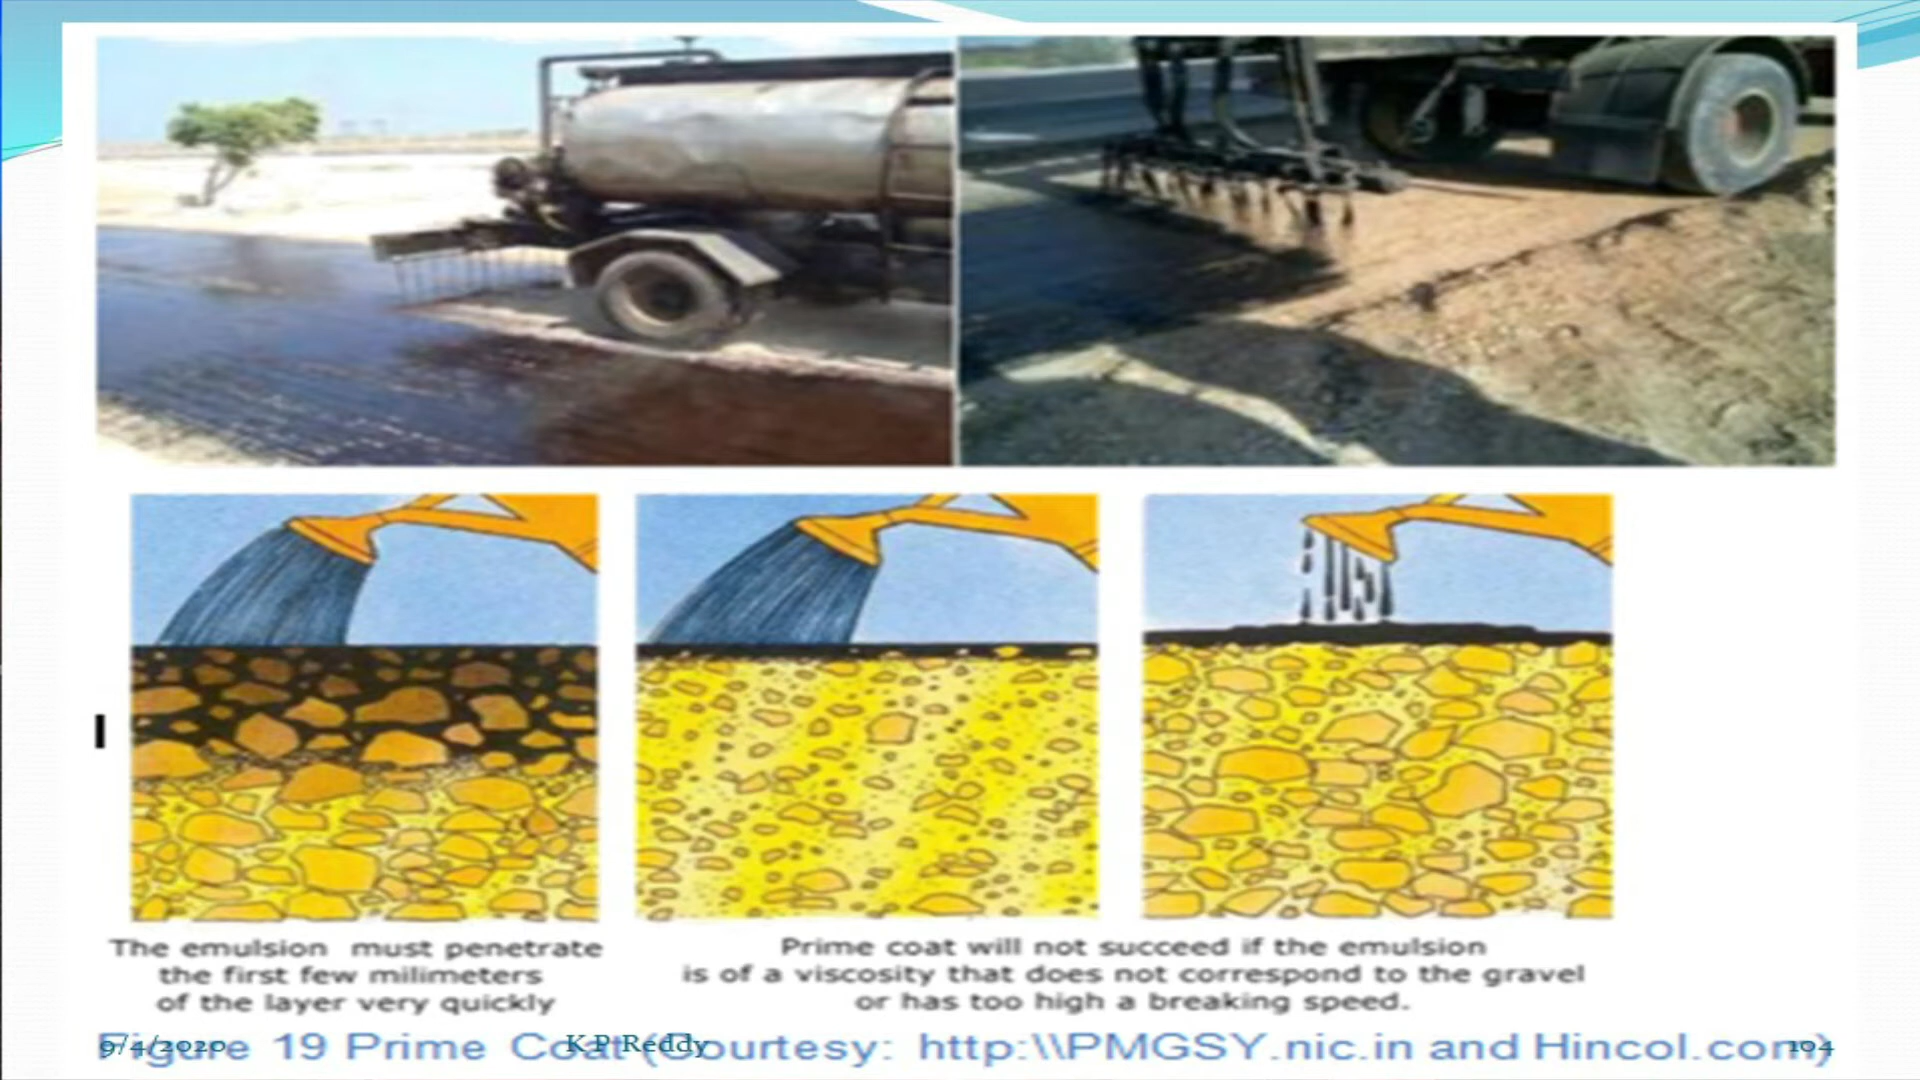 The emulsion must penetrate
the first few milimeters
of the layer very quickly
Prime coat will not succeed if the emulsion
is of a viscosity that does not correspond to the gravel
or has too high a breaking speed.
Figure 19 Prime Coat (Courtesy: http:\\PMGSY.nic.in and Hincol.com)
9/4/2020
K P Reddy
104